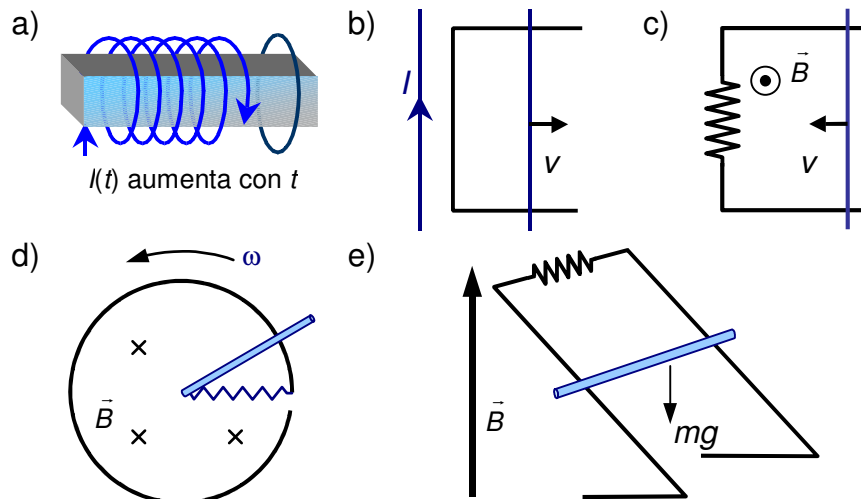 a)
I(t) aumenta con t
b)
I
v
c)
B⃗
v
d)
ω
B⃗
e)
B⃗
mg